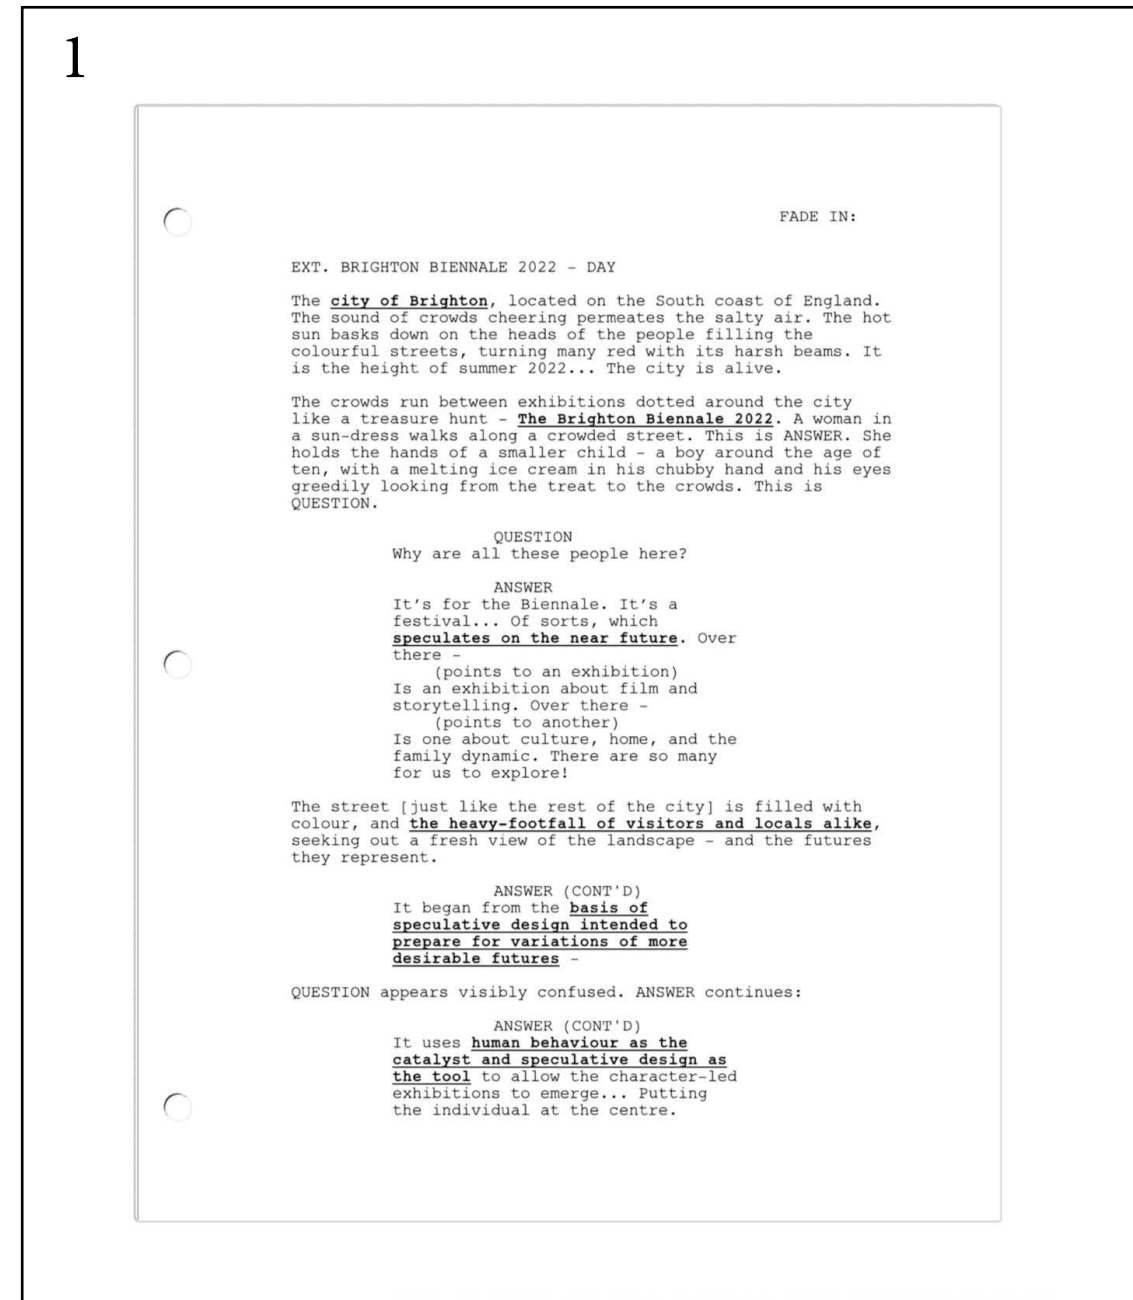 1
FADE IN:
EXT. BRIGHTON BIENNALE 2022 - DAY
The city of Brighton, located on the South coast of England.
The sound of crowds cheering permeates the salty air. The hot
sun basks down on the heads of the people filling the
colourful streets, turning many red with its harsh beams. It
is the height of summer 2022... The city is alive.
The crowds run between exhibitions dotted around the city
like a treasure hunt - The Brighton Biennale 2022. A woman in
a sun-dress walks along a crowded street. This is ANSWER. She
holds the hands of a smaller child - a boy around the age of
ten, with a melting ice cream in his chubby hand and his eyes
greedily looking from the treat to the crowds. This is
QUESTION.
QUESTION
Why are all these people here?
ANSWER
It's for the Biennale. It's a
festival... Of sorts, which
speculates on the near future. Over
there -
(points to an exhibition)
Is an exhibition about film and
storytelling. Over there -
(points to another)
Is one about culture, home, and the
family dynamic. There are so many
for us to explore!
The street [just like the rest of the city] is filled with
colour, and the heavy-footfall of visitors and locals alike,
seeking out a fresh view of the landscape - and the futures
they represent.
ANSWER (CONT'D)
It began from the basis of
speculative design intended to
prepare for variations of more
desirable futures -
QUESTION appears visibly confused. ANSWER continues:
ANSWER (CONT'D)
It uses human behaviour as the
catalyst and speculative design as
the tool to allow the character-led
exhibitions to emerge... Putting
the individual at the centre.